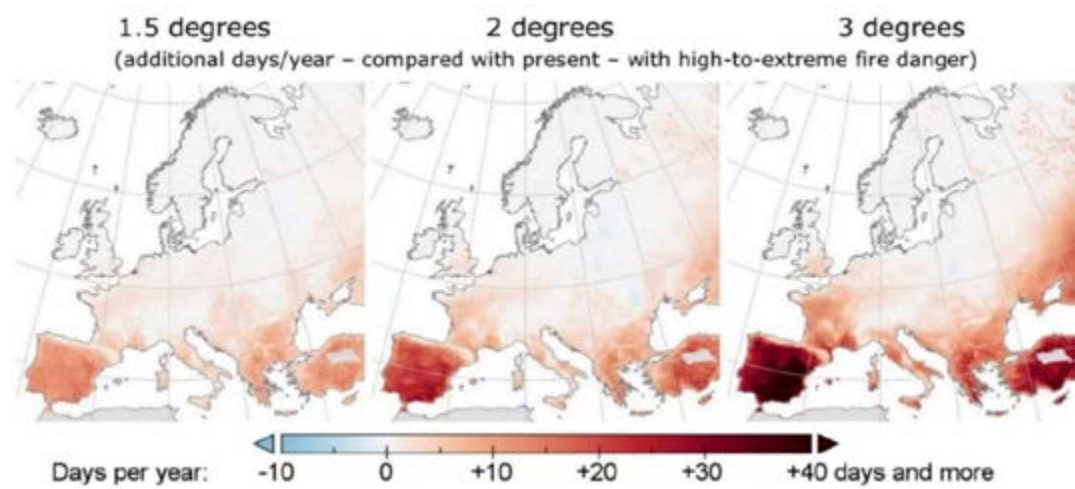 1.5 degrees 2 degrees 3 degrees
(additional days/year – compared with present – with high-to-extreme fire danger)
Days per year: -10 0 +10 +20 +30 +40 days and more